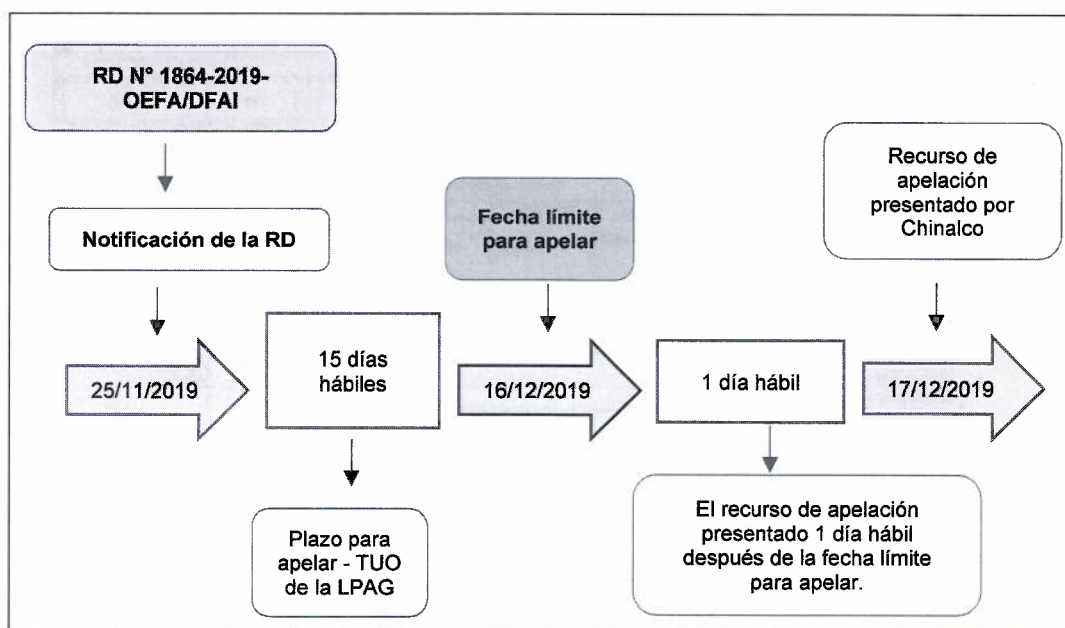 RD N° 1864-2019-
OEFA/DFAI
Notificación de la RD
Fecha límite
para apelar
Recurso de
apelación
presentado por
Chinalco
25/11/2019
15 días
hábiles
16/12/2019
1 día hábil
17/12/2019
Plazo para
apelar - TUO
de la LPAG
El recurso de apelación
presentado 1 día hábil
después de la fecha límite
para apelar.